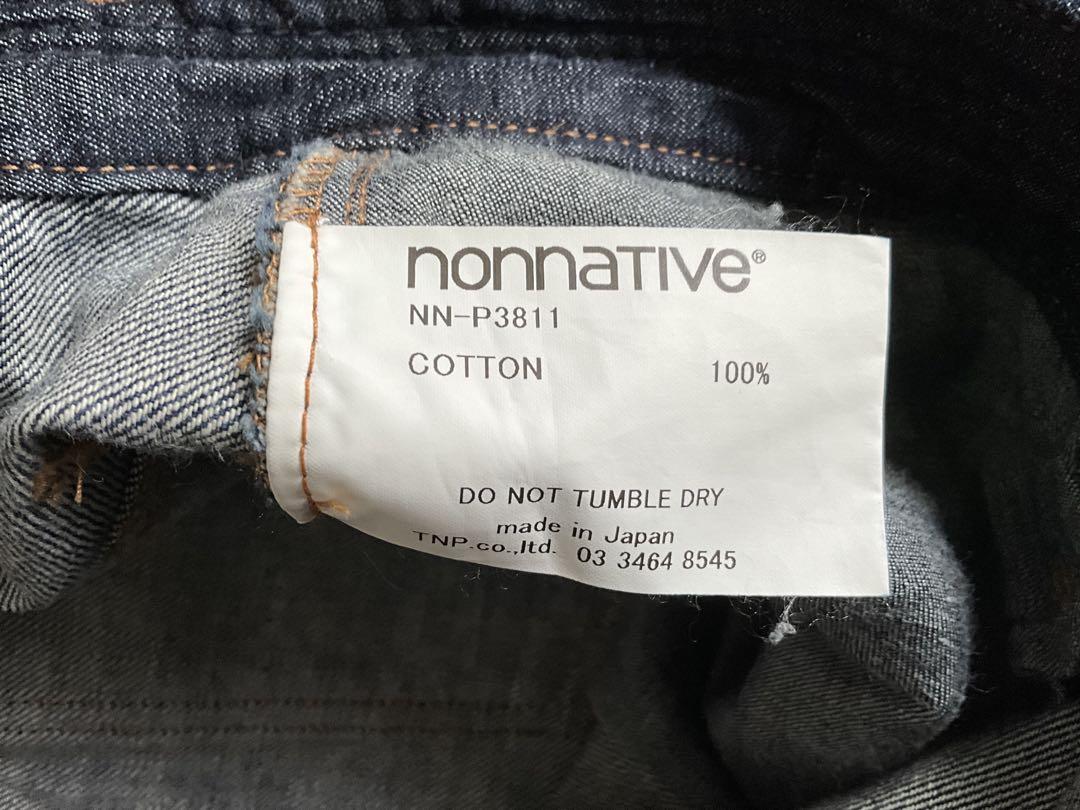 nonnaTIVe®
NN-P3811
COTTON 100%
DO NOT TUMBLE DRY
made in Japan
TNP.co.,ltd. 03 3464 8545